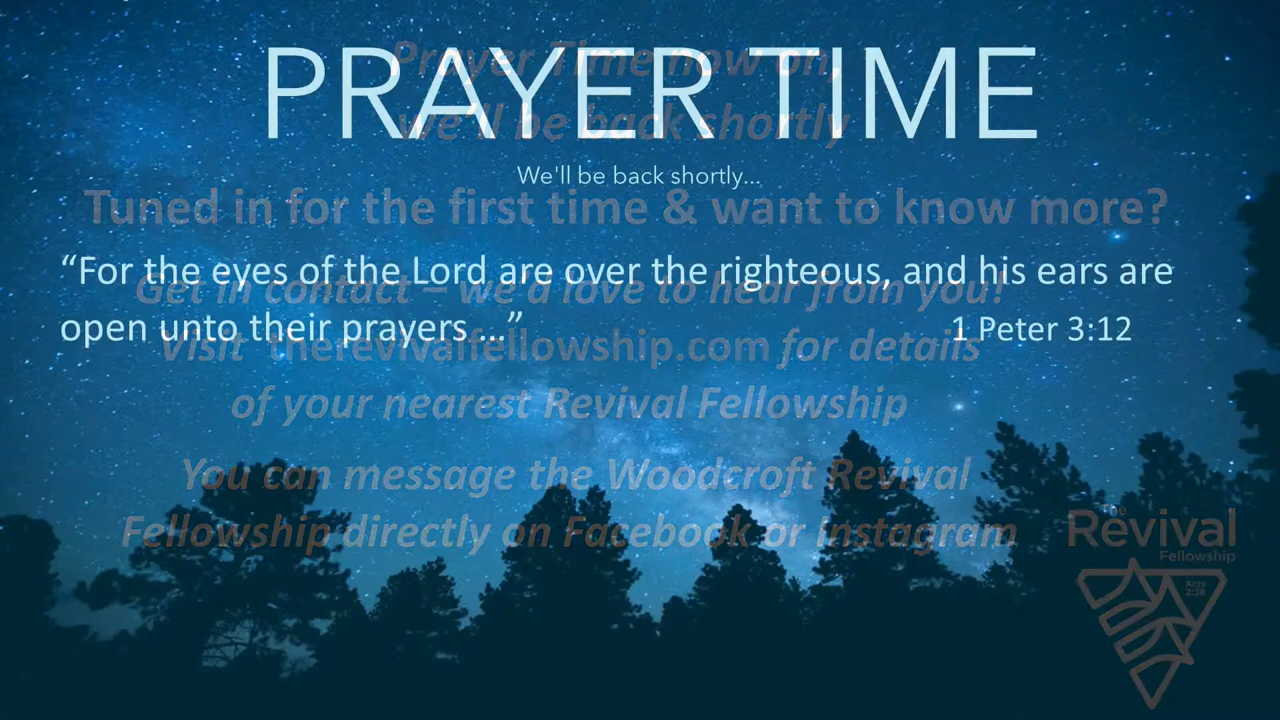 PRAYER TIME
Prayer Time now on,
we'll be back shortly
We'll be back shortly...
Tuned in for the first time & want to know more?
“For the eyes of the Lord are over the righteous, and his ears are
open unto their prayers ...”
1 Peter 3:12
Get in contact – we'd love to hear from you!
Visit therevivalfellowship.com for details
of your nearest Revival Fellowship
You can message the Woodcroft Revival
Fellowship directly on Facebook or Instagram
The
Revival
Fellowship
Acts
2:38